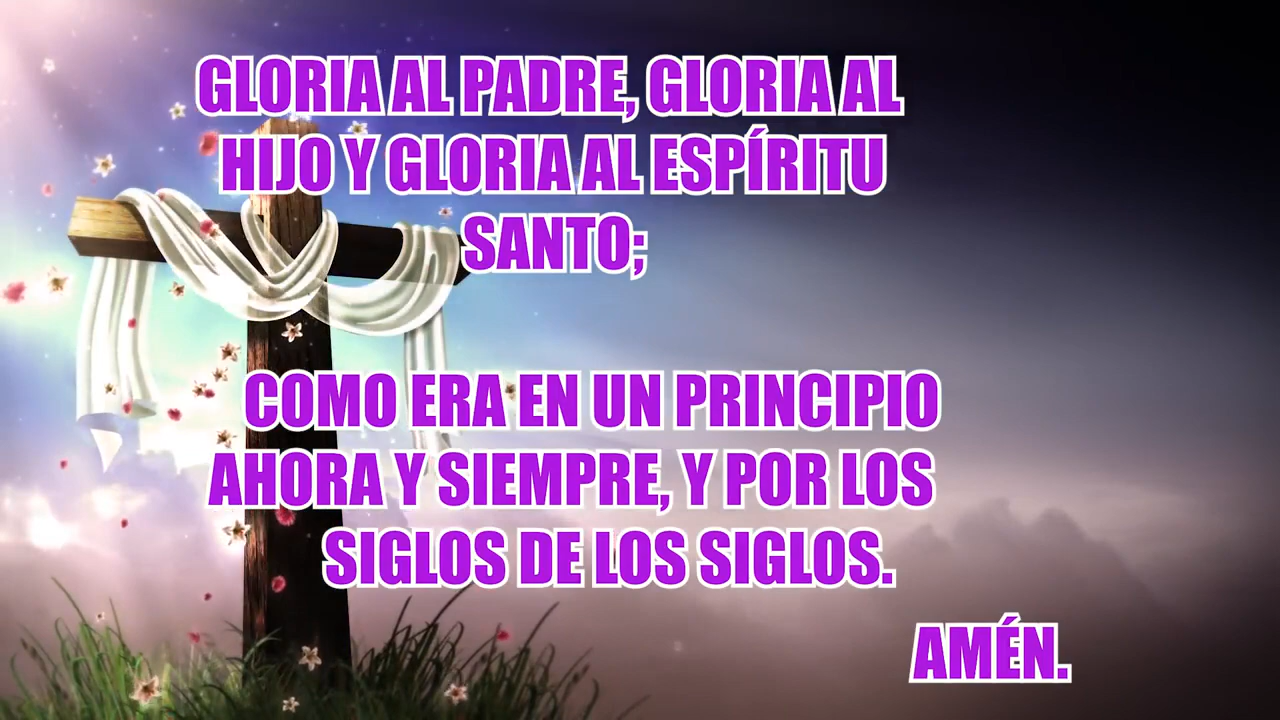 GLORIA AL PADRE, GLORIA AL
HIJO Y GLORIA AL ESPÍRITU
SANTO;
COMO ERA EN UN PRINCIPIO
AHORA Y SIEMPRE, Y POR LOS
SIGLOS DE LOS SIGLOS.
AMÉN.